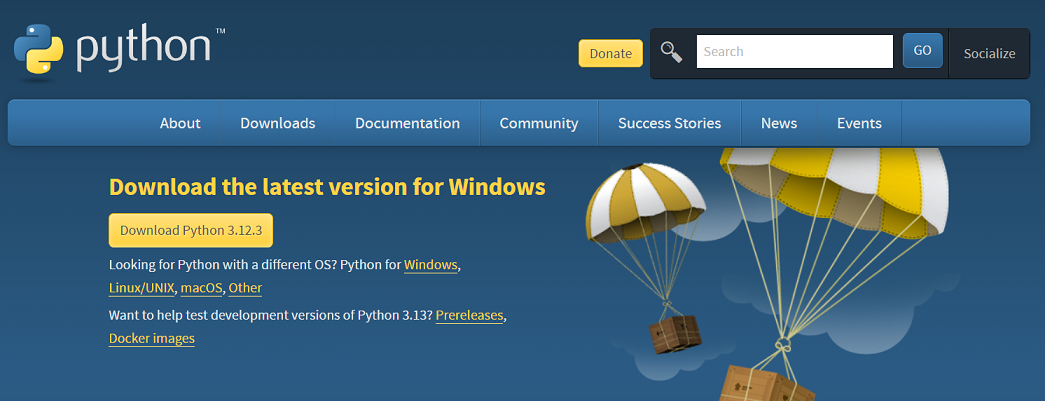 python™
Donate
Search
GO
Socialize
About Downloads Documentation Community Success Stories News Events
Download the latest version for Windows
Download Python 3.12.3
Looking for Python with a different OS? Python for Windows,
Linux/UNIX, macOS, Other
Want to help test development versions of Python 3.13? Prereleases,
Docker images